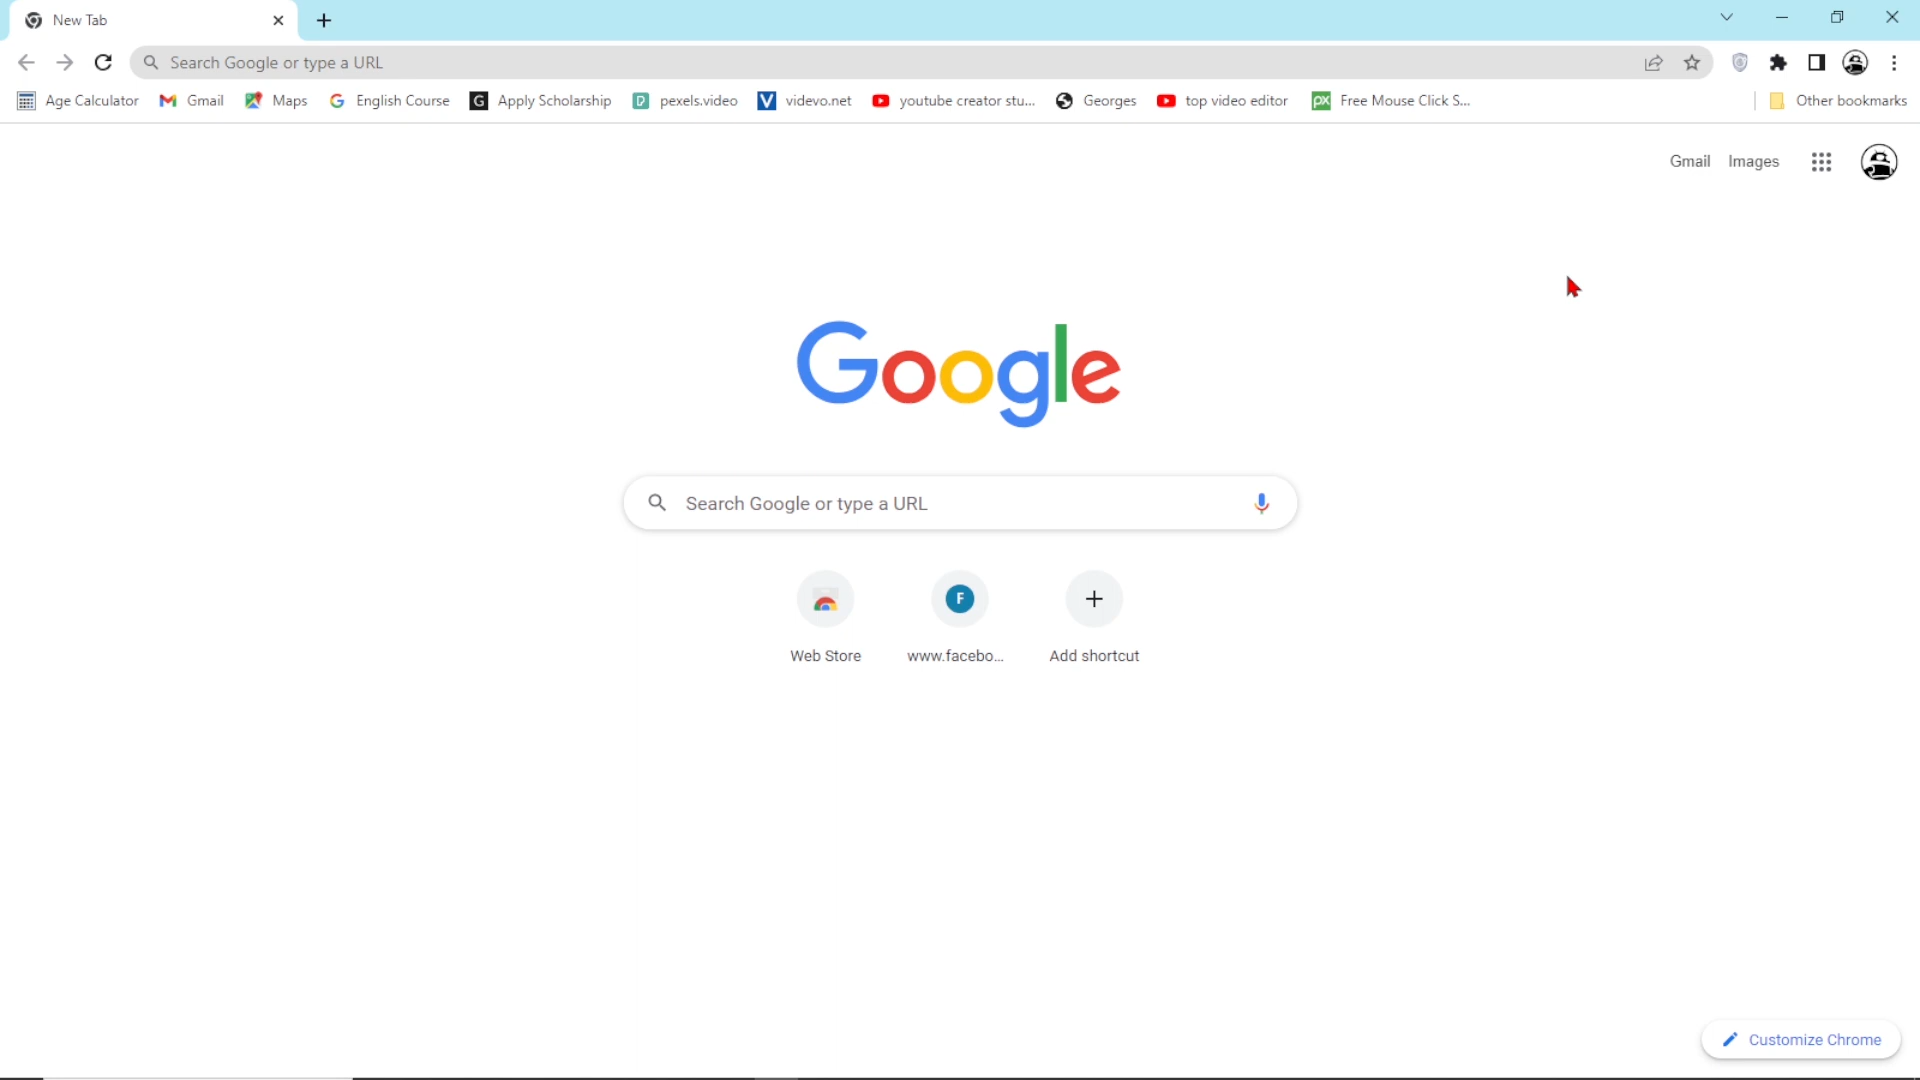 New Tab
Search Google or type a URL
Age Calculator Gmail Maps English Course Apply Scholarship pexels.video videvo.net youtube creator stu... Georges top video editor Free Mouse Click S... Other bookmarks
Gmail Images
Google
Search Google or type a URL
F
Web Store www.facebo... Add shortcut
Customize Chrome